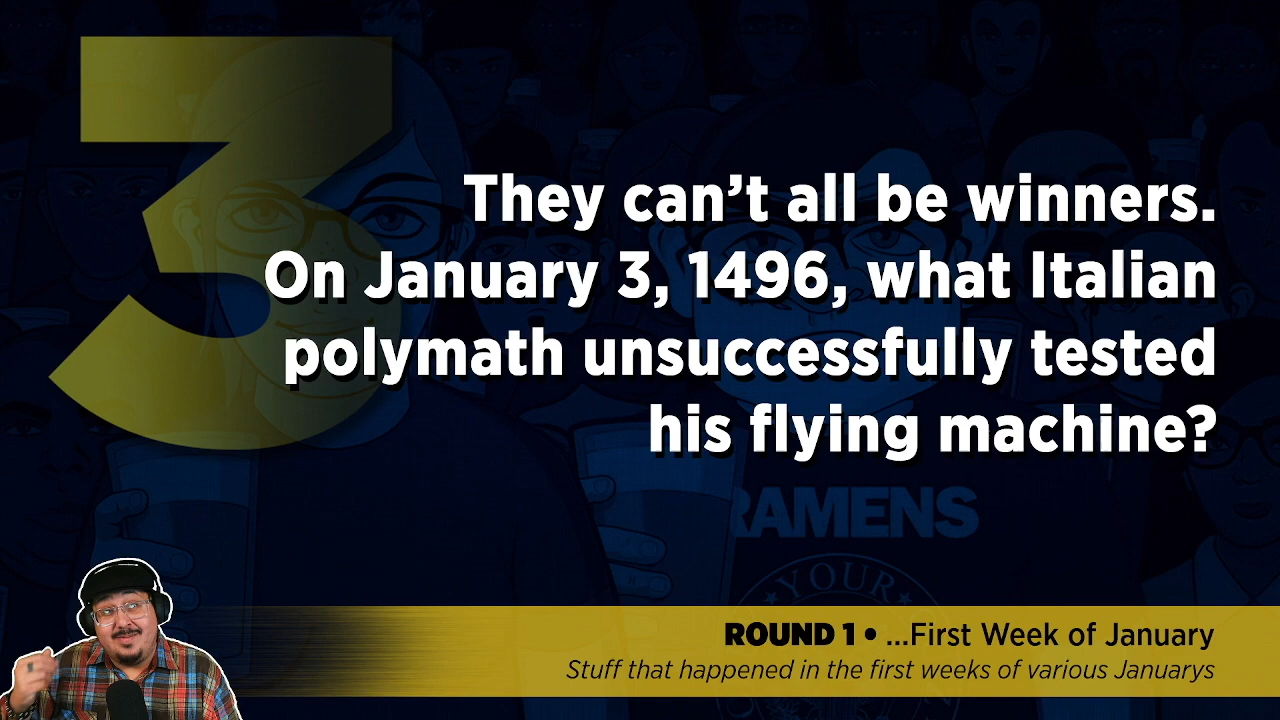 3
They can’t all be winners.
On January 3, 1496, what Italian
polymath unsuccessfully tested
his flying machine?
RAMENS
YOUR
ROUND 1 • ...First Week of January
Stuff that happened in the first weeks of various Januarys